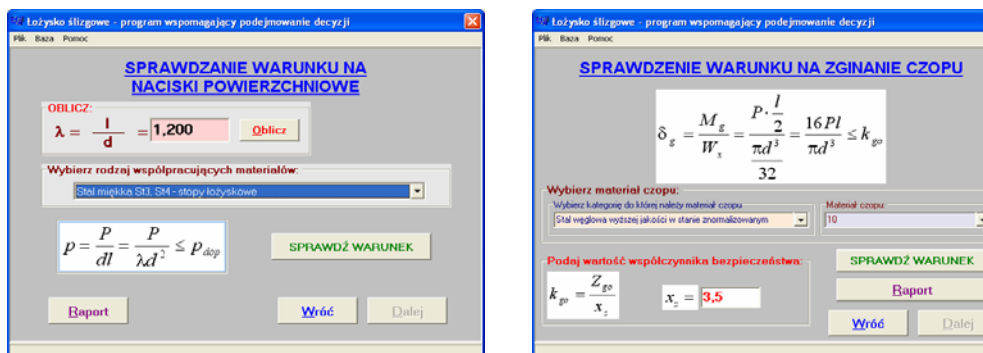 Łożysko ślizgowe - program wspomagający podejmowanie decyzji
Plik Baza Pomoc
SPRAWDZANIE WARUNKU NA
NACISKI POWIERZCHNIOWE
OBLICZ:
λ = l/d = 1,200 Oblicz
Wybierz rodzaj współpracujących materiałów:
Stal miękka St3, St4 - stopy łożyskowe
p = P/dl = P/λd² ≤ p_dop
SPRAWDŹ WARUNEK
Raport Wróć Dalej
Łożysko ślizgowe - program wspomagający podejmowanie decyzji
Plik Baza Pomoc
SPRAWDZENIE WARUNKU NA ZGINANIE CZOPU
δ_g = M_g/W_x = (P·l/2)/(πd³/32) = 16Pl/πd³ ≤ k_go
Wybierz materiał czopu:
Wybierz kategorię do której należy materiał czopu
Stal węglowa wyższej jakości w stanie znormalizowanym
Materiał czopu:
10
Podaj wartość współczynnika bezpieczeństwa:
k_go = Z_go/x_z x_z = 3,5
SPRAWDŹ WARUNEK
Raport
Wróć Dalej